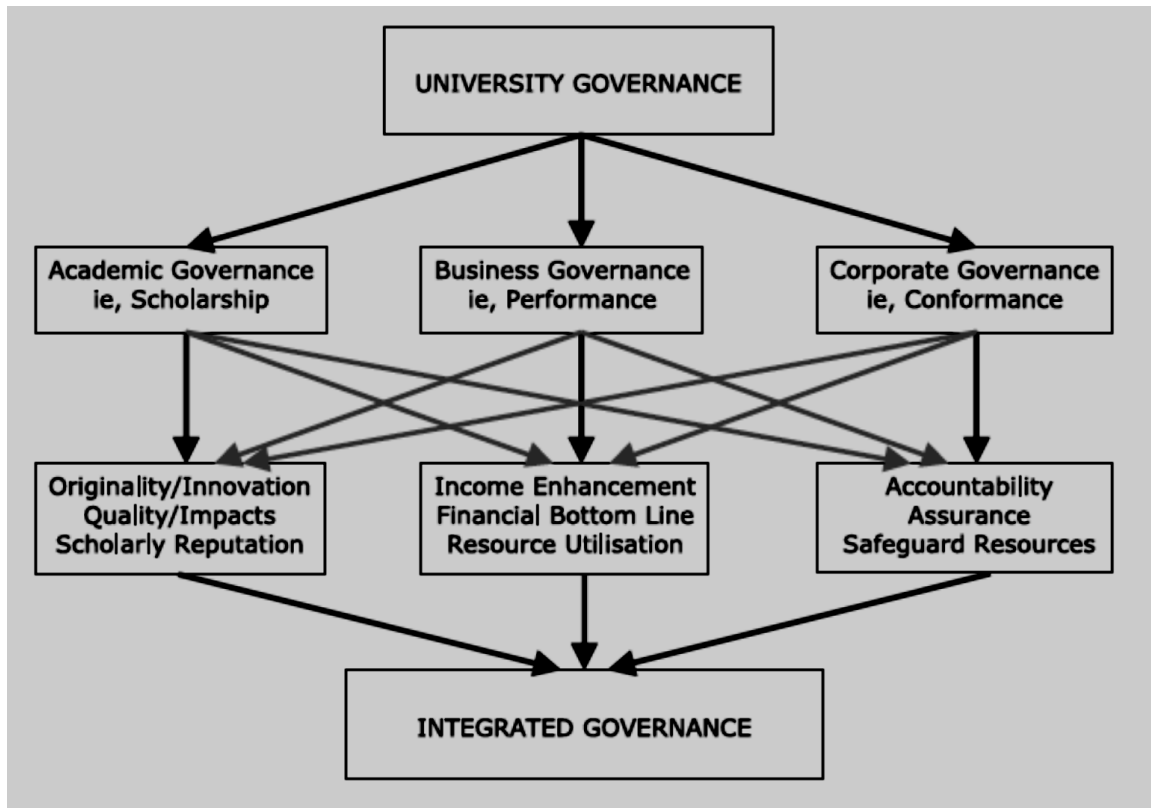 UNIVERSITY GOVERNANCE
Academic Governance
ie, Scholarship
Business Governance
ie, Performance
Corporate Governance
ie, Conformance
Originality/Innovation
Quality/Impacts
Scholarly Reputation
Income Enhancement
Financial Bottom Line
Resource Utilisation
Accountability
Assurance
Safeguard Resources
INTEGRATED GOVERNANCE